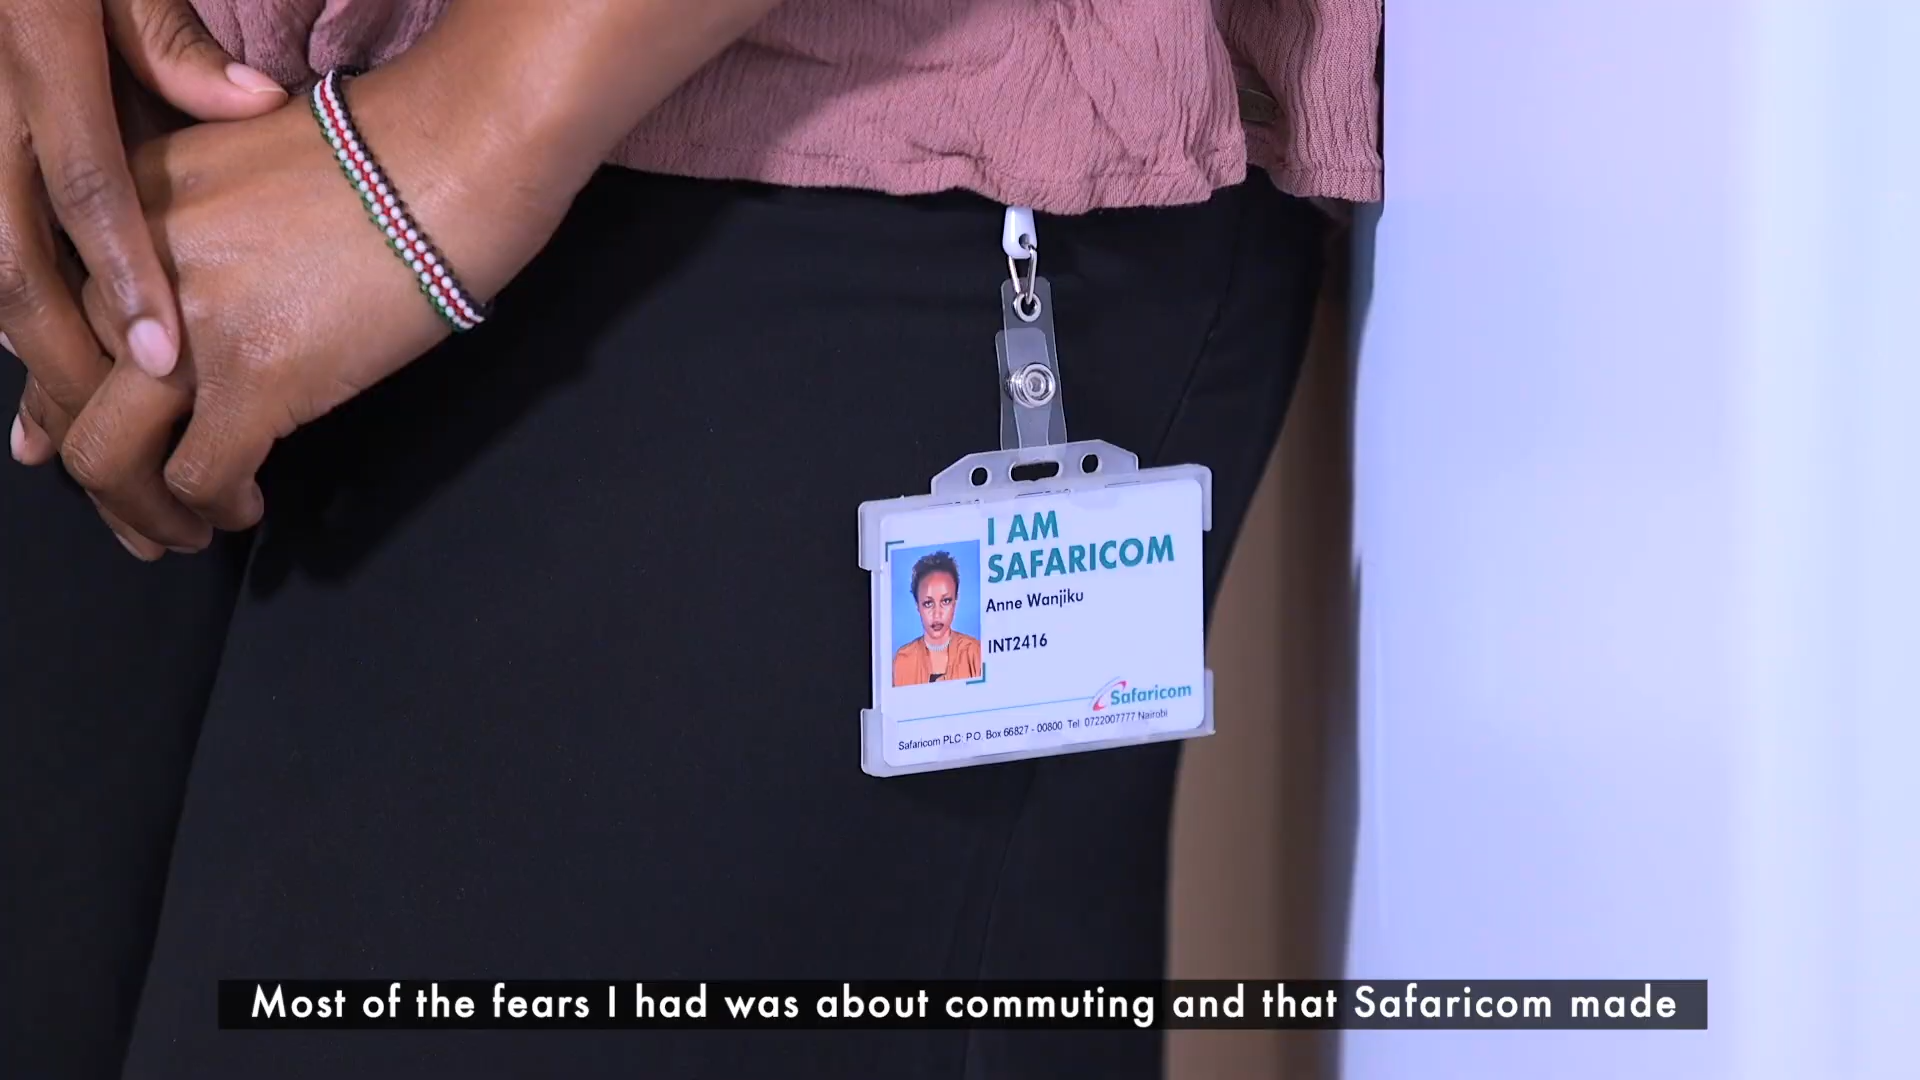 I AM
SAFARICOM
Anne Wanjiku
INT2416
Safaricom
Safaricom PLC: P.O. Box 66827 - 00800. Tel: 0722007777 Nairobi
Most of the fears I had was about commuting and that Safaricom made